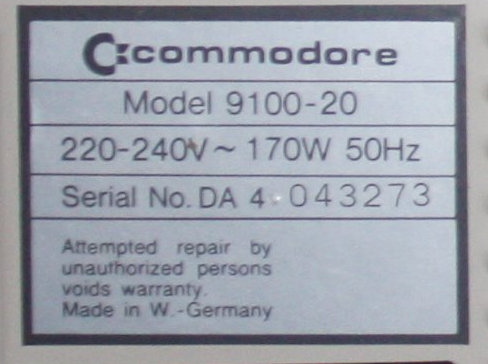 commodore
Model 9100-20
220-240V ~ 170W 50Hz
Serial No. DA 4 043273
Attempted repair by
unauthorized persons
voids warranty.
Made in W.-Germany